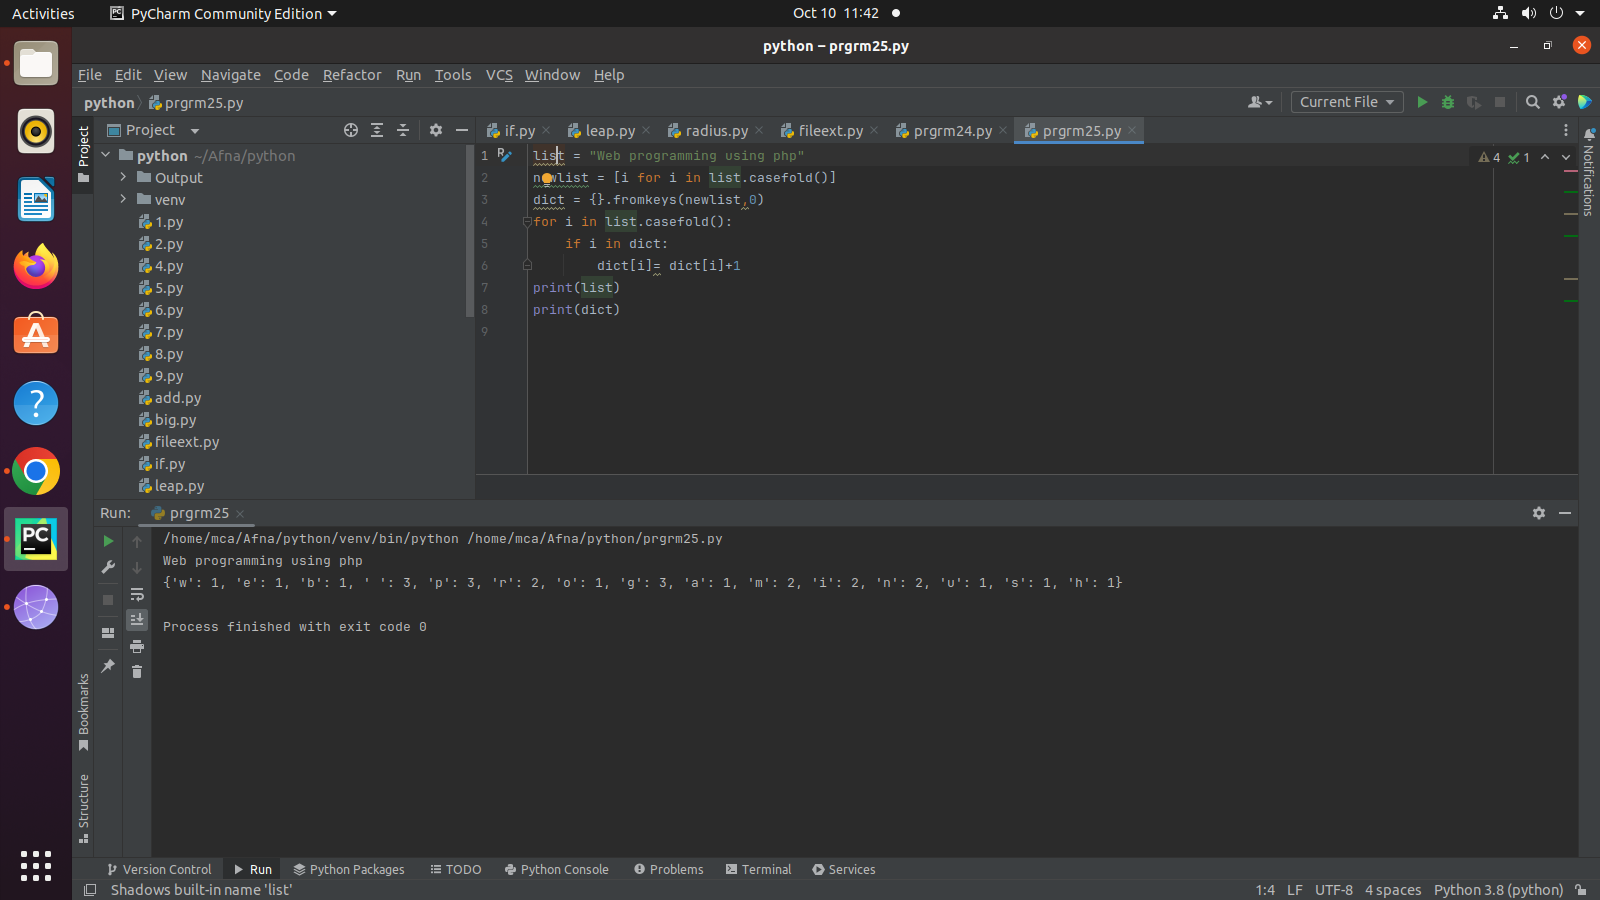 Activities PyCharm Community Edition Oct 10 11:42
python – prgrm25.py
File Edit View Navigate Code Refactor Run Tools VCS Window Help
python prgrm25.py Current File
Project
Project
if.py leap.py radius.py fileext.py prgrm24.py prgrm25.py
Notifications
python ~/Afna/python
Output
venv
1.py
2.py
4.py
5.py
6.py
7.py
8.py
9.py
add.py
big.py
fileext.py
if.py
leap.py
4 1
1 list = "Web programming using php"
2 newlist = [i for i in list.casefold()]
3 dict = {}.fromkeys(newlist,0)
4 for i in list.casefold():
5 if i in dict:
6 dict[i]= dict[i]+1
7 print(list)
8 print(dict)
9
Run: prgrm25
/home/mca/Afna/python/venv/bin/python /home/mca/Afna/python/prgrm25.py
Web programming using php
{'w': 1, 'e': 1, 'b': 1, ' ': 3, 'p': 3, 'r': 2, 'o': 1, 'g': 3, 'a': 1, 'm': 2, 'i': 2, 'n': 2, 'u': 1, 's': 1, 'h': 1}
Process finished with exit code 0
Bookmarks
Structure
Version Control Run Python Packages TODO Python Console Problems Terminal Services
Shadows built-in name 'list' 1:4 LF UTF-8 4 spaces Python 3.8 (python)